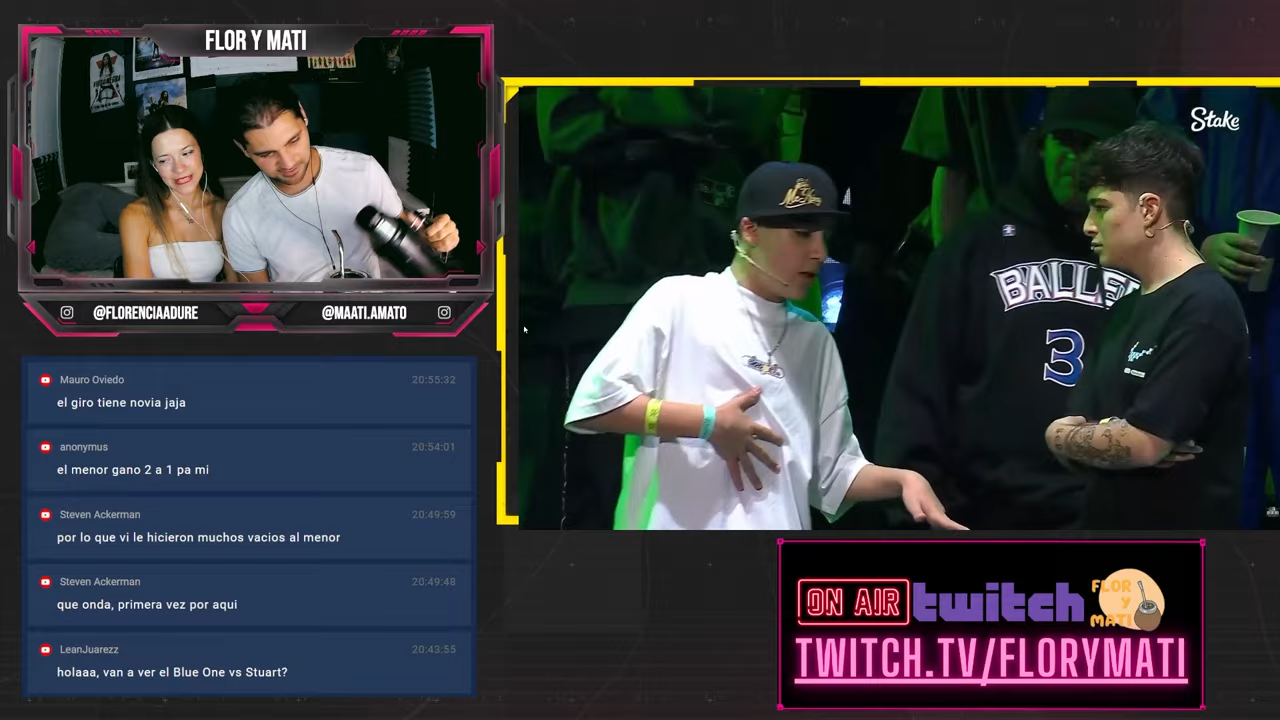 FLOR Y MATI
@FLORENCIAADURE
@MAATI.AMATO
Mauro Oviedo
20:55:32
el giro tiene novia jaja
anonymus
20:54:01
el menor gano 2 a 1 pa mi
Steven Ackerman
20:49:59
por lo que vi le hicieron muchos vacios al menor
Steven Ackerman
20:49:48
que onda, primera vez por aqui
LeanJuarezz
20:43:55
holaaa, van a ver el Blue One vs Stuart?
Stake
3
ON AIR
twitch
FLOR
Y
MATI
TWITCH.TV/FLORYMATI